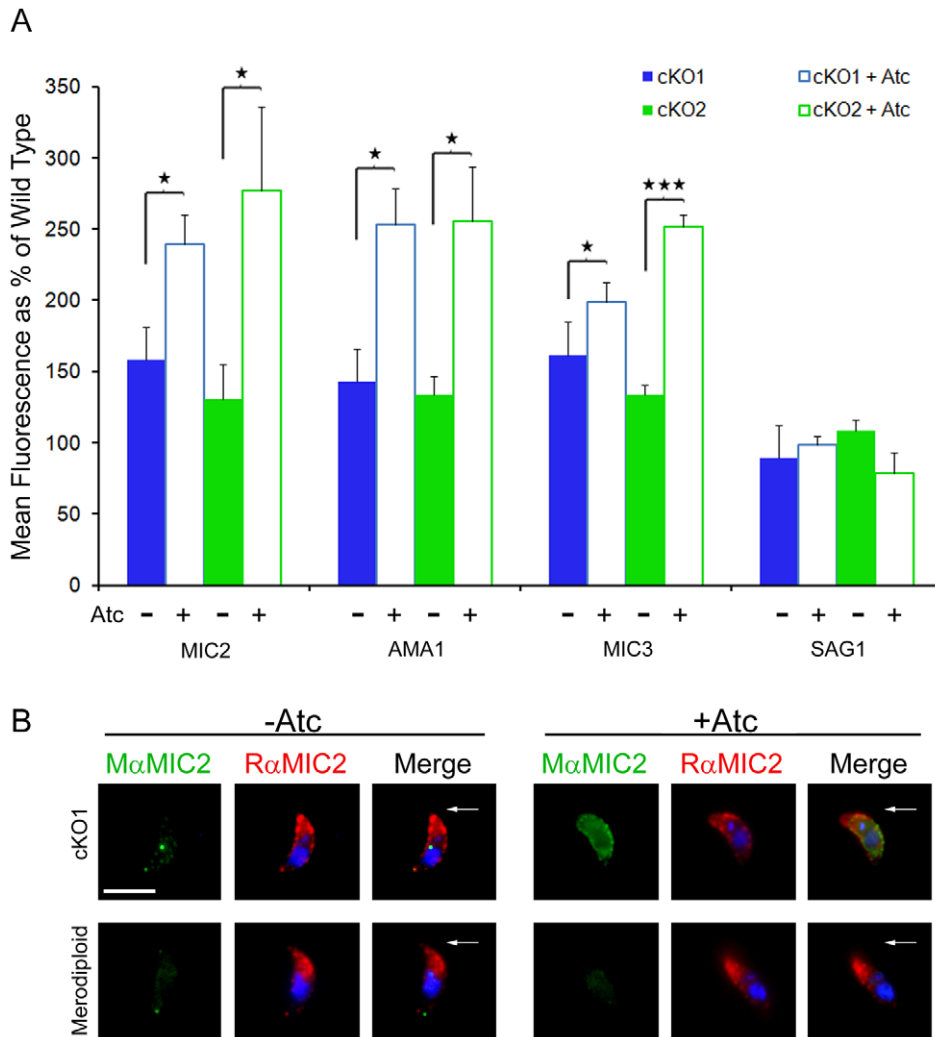 A
Mean Fluorescence as % of Wild Type
350
300
250
200
150
100
50
0
cKO1
cKO1 + Atc
cKO2
cKO2 + Atc
★ ★ ★ ★ ★ ★★★
Atc - + - + - + - + - + - + - + - +
MIC2 AMA1 MIC3 SAG1
B
-Atc +Atc
MαMIC2 RαMIC2 Merge MαMIC2 RαMIC2 Merge
cKO1
Merodiploid